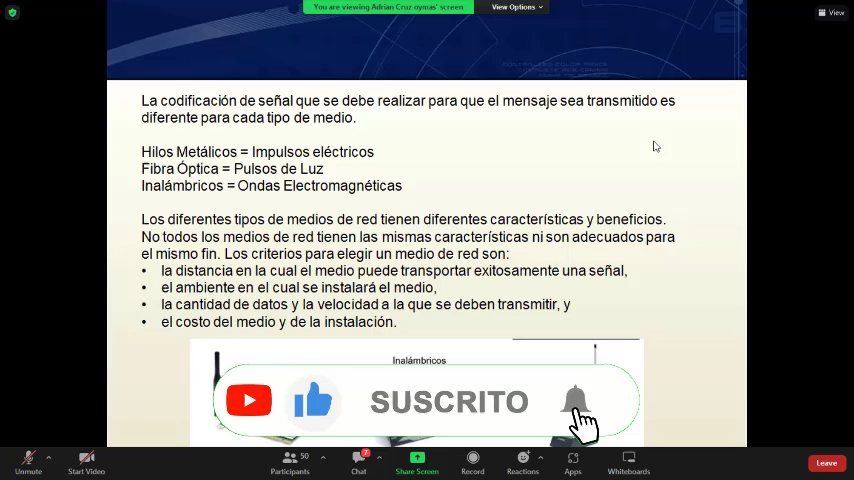 You are viewing Adrian Cruz oymas' screen
View Options
View
La codificación de señal que se debe realizar para que el mensaje sea transmitido es
diferente para cada tipo de medio.
Hilos Metálicos = Impulsos eléctricos
Fibra Óptica = Pulsos de Luz
Inalámbricos = Ondas Electromagnéticas
Los diferentes tipos de medios de red tienen diferentes características y beneficios.
No todos los medios de red tienen las mismas características ni son adecuados para
el mismo fin. Los criterios para elegir un medio de red son:
• la distancia en la cual el medio puede transportar exitosamente una señal,
• el ambiente en el cual se instalará el medio,
• la cantidad de datos y la velocidad a la que se deben transmitir, y
• el costo del medio y de la instalación.
Inalámbricos
SUSCRITO
50
7
Unmute
Start Video
Participants
Chat
Share Screen
Record
Reactions
Apps
Whiteboards
Leave